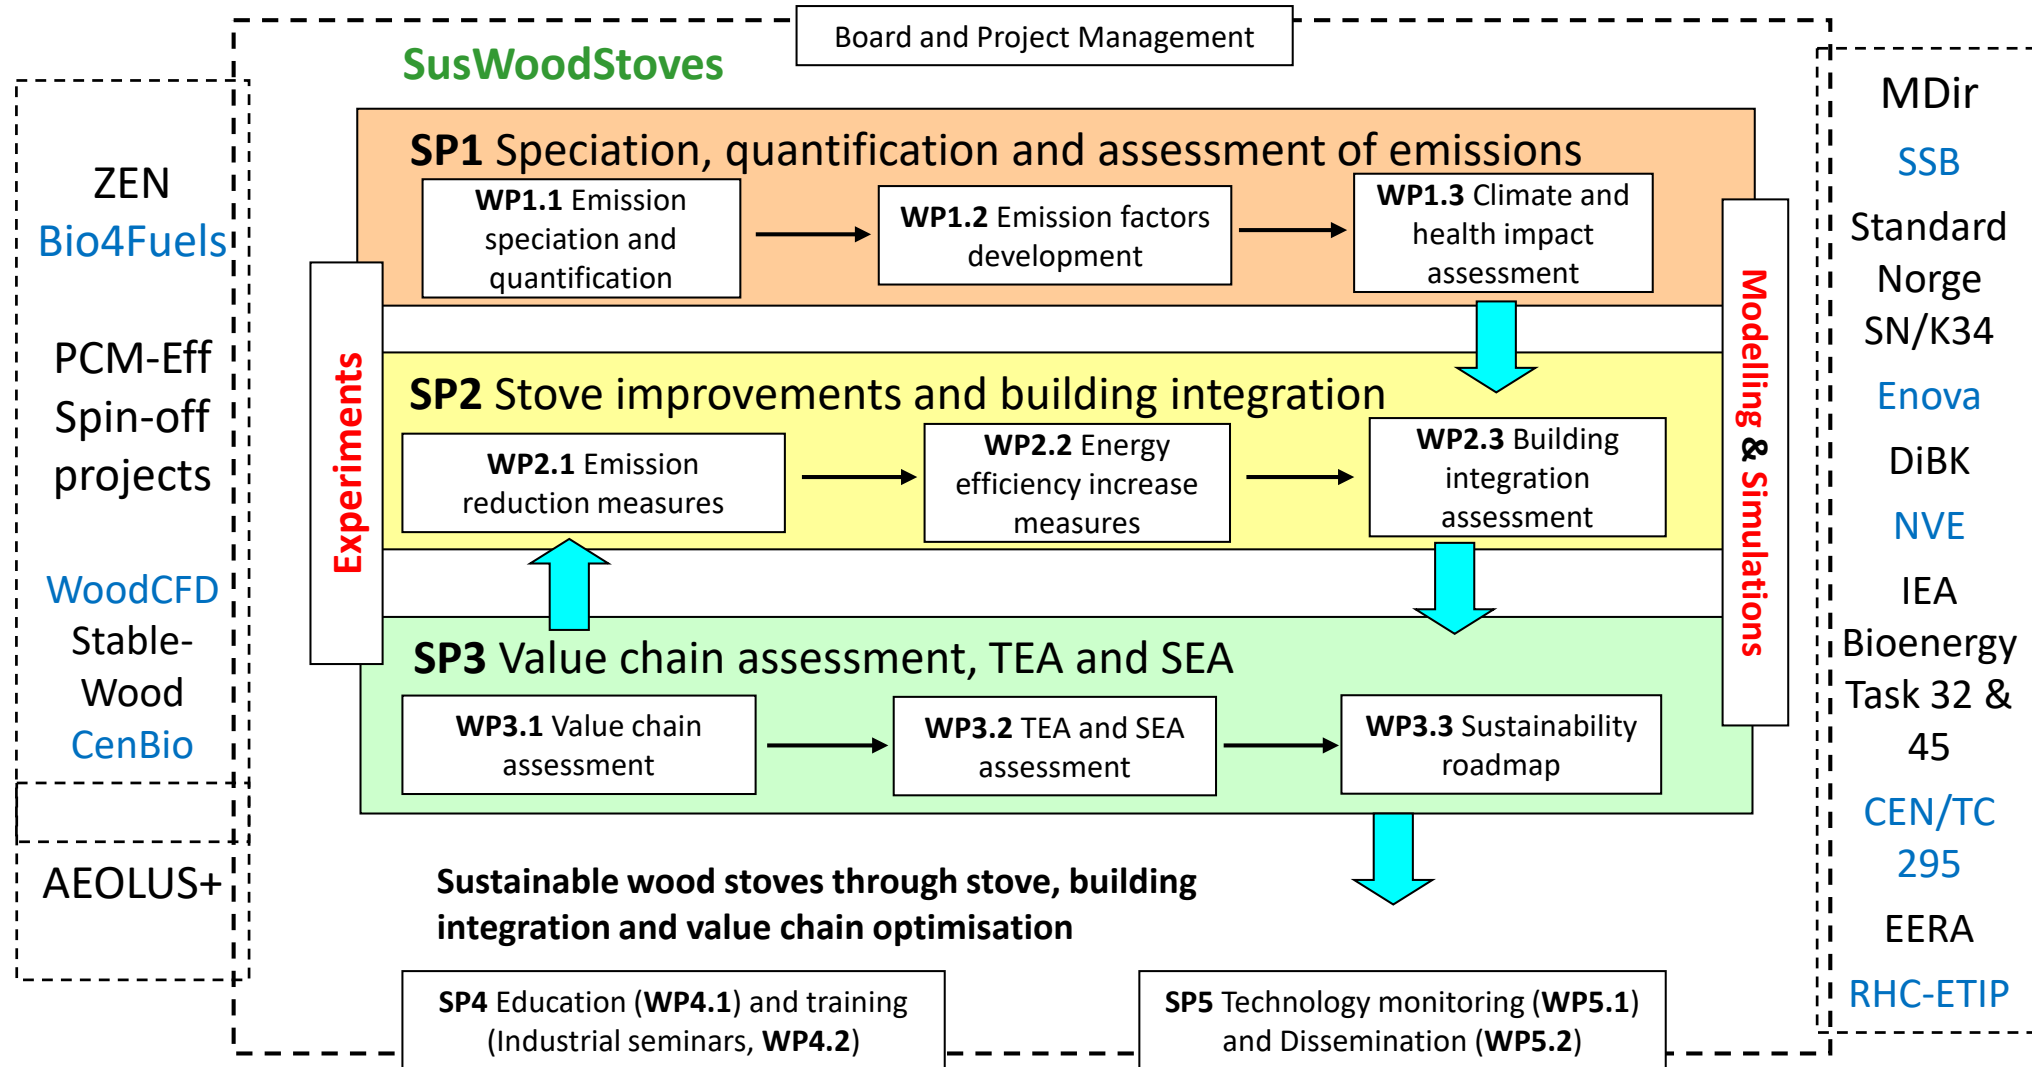 Board and Project Management
SusWoodStoves
ZEN
Bio4Fuels
PCM-Eff
Spin-off
projects
WoodCFD
Stable-
Wood
CenBio
AEOLUS+
Experiments
SP1 Speciation, quantification and assessment of emissions
WP1.1 Emission
speciation and
quantification
WP1.2 Emission factors
development
WP1.3 Climate and
health impact
assessment
SP2 Stove improvements and building integration
WP2.1 Emission
reduction measures
WP2.2 Energy
efficiency increase
measures
WP2.3 Building
integration
assessment
SP3 Value chain assessment, TEA and SEA
WP3.1 Value chain
assessment
WP3.2 TEA and SEA
assessment
WP3.3 Sustainability
roadmap
Modelling & Simulations
Sustainable wood stoves through stove, building
integration and value chain optimisation
SP4 Education (WP4.1) and training
(Industrial seminars, WP4.2)
SP5 Technology monitoring (WP5.1)
and Dissemination (WP5.2)
MDir
SSB
Standard
Norge
SN/K34
Enova
DiBK
NVE
IEA
Bioenergy
Task 32 &
45
CEN/TC
295
EERA
RHC-ETIP